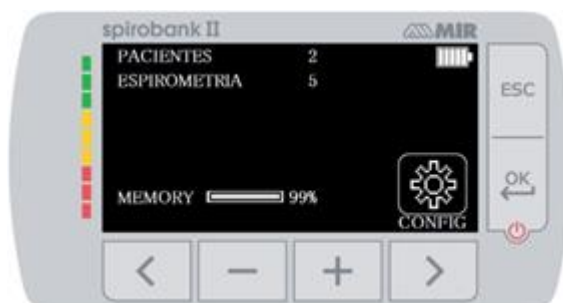 spirobank II MIR
PACIENTES 2
ESPIROMETRIA 5
ESC
MEMORY 99%
CONFIG
OK